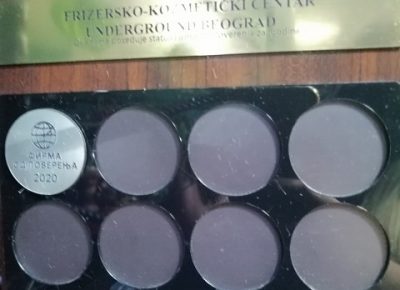 FRIZERSKO-KOZMETIČKI CENTAR
UNDERGROUND BEOGRAD
ФИРМА
ОД ПОВЕРЕЊА
2020